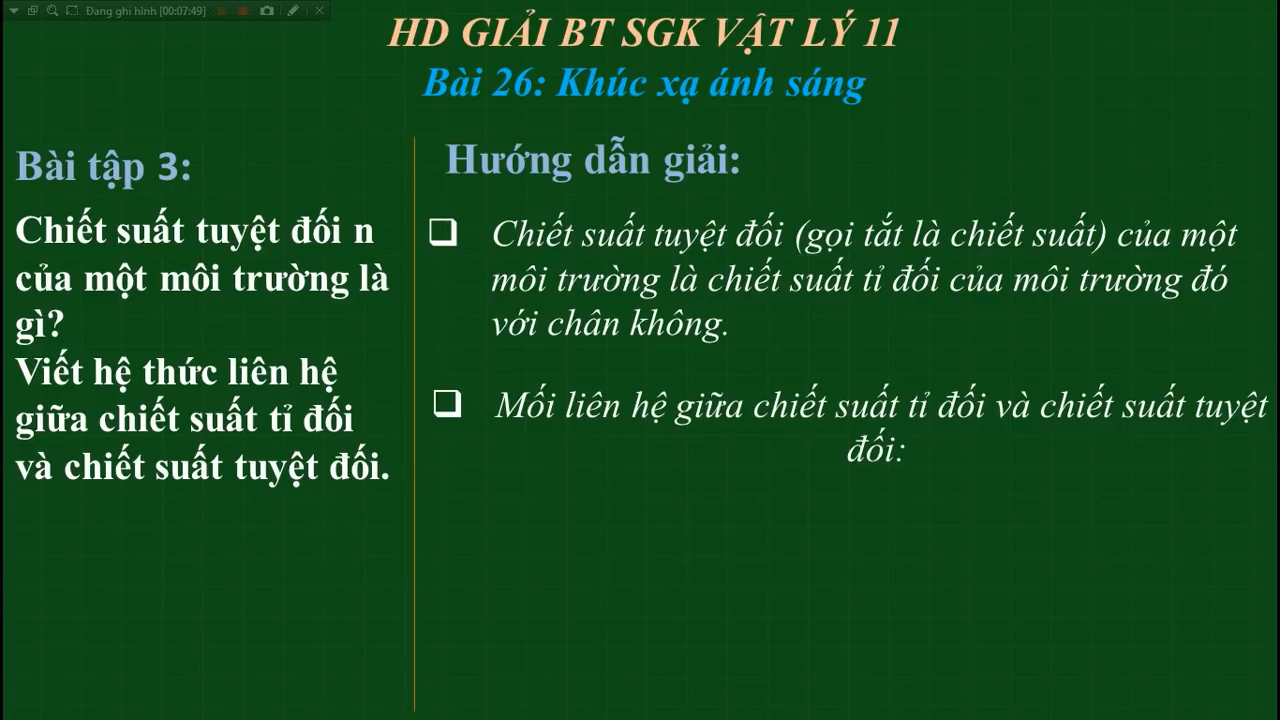 Đang ghi hình [00:07:49]
HD GIẢI BT SGK VẬT LÝ 11
Bài 26: Khúc xạ ánh sáng
Bài tập 3:
Chiết suất tuyệt đối n
của một môi trường là
gì?
Viết hệ thức liên hệ
giữa chiết suất tỉ đối
và chiết suất tuyệt đối.
Hướng dẫn giải:
Chiết suất tuyệt đối (gọi tắt là chiết suất) của một
môi trường là chiết suất tỉ đối của môi trường đó
với chân không.
Mối liên hệ giữa chiết suất tỉ đối và chiết suất tuyệt
đối: